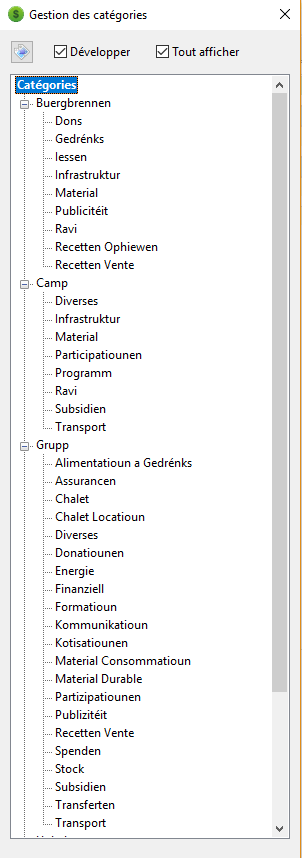 S Gestion des catégories
Développer Tout afficher
Catégories
Buergbrennen
Dons
Gedrénks
Iessen
Infrastruktur
Material
Publicitéit
Ravi
Recetten Ophiewen
Recetten Vente
Camp
Diverses
Infrastruktur
Material
Participatiounen
Programm
Ravi
Subsidien
Transport
Grupp
Alimentatioun a Gedrénks
Assurancen
Chalet
Chalet Locatioun
Diverses
Donatiounen
Energie
Finanziell
Formatioun
Kommunikatioun
Kotisatiounen
Material Consommatioun
Material Durable
Partizipatiounen
Publizitéit
Recetten Vente
Spenden
Stock
Subsidien
Transferten
Transport